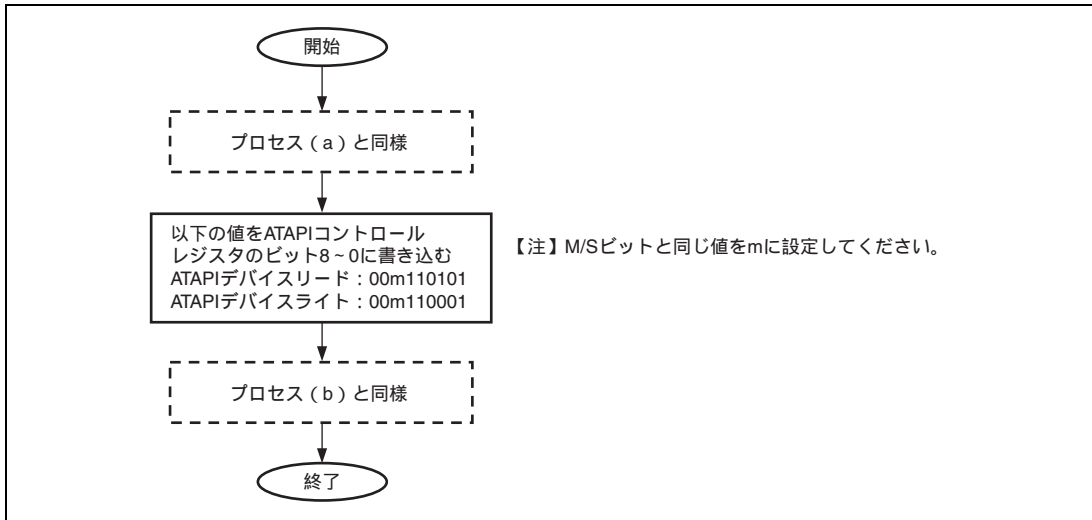 開始
プロセス（a）と同様
以下の値をATAPIコントロール
レジスタのビット8～0に書き込む
ATAPIデバイスリード：00m110101
ATAPIデバイスライト：00m110001
【注】M/Sビットと同じ値をmに設定してください。
プロセス（b）と同様
終了